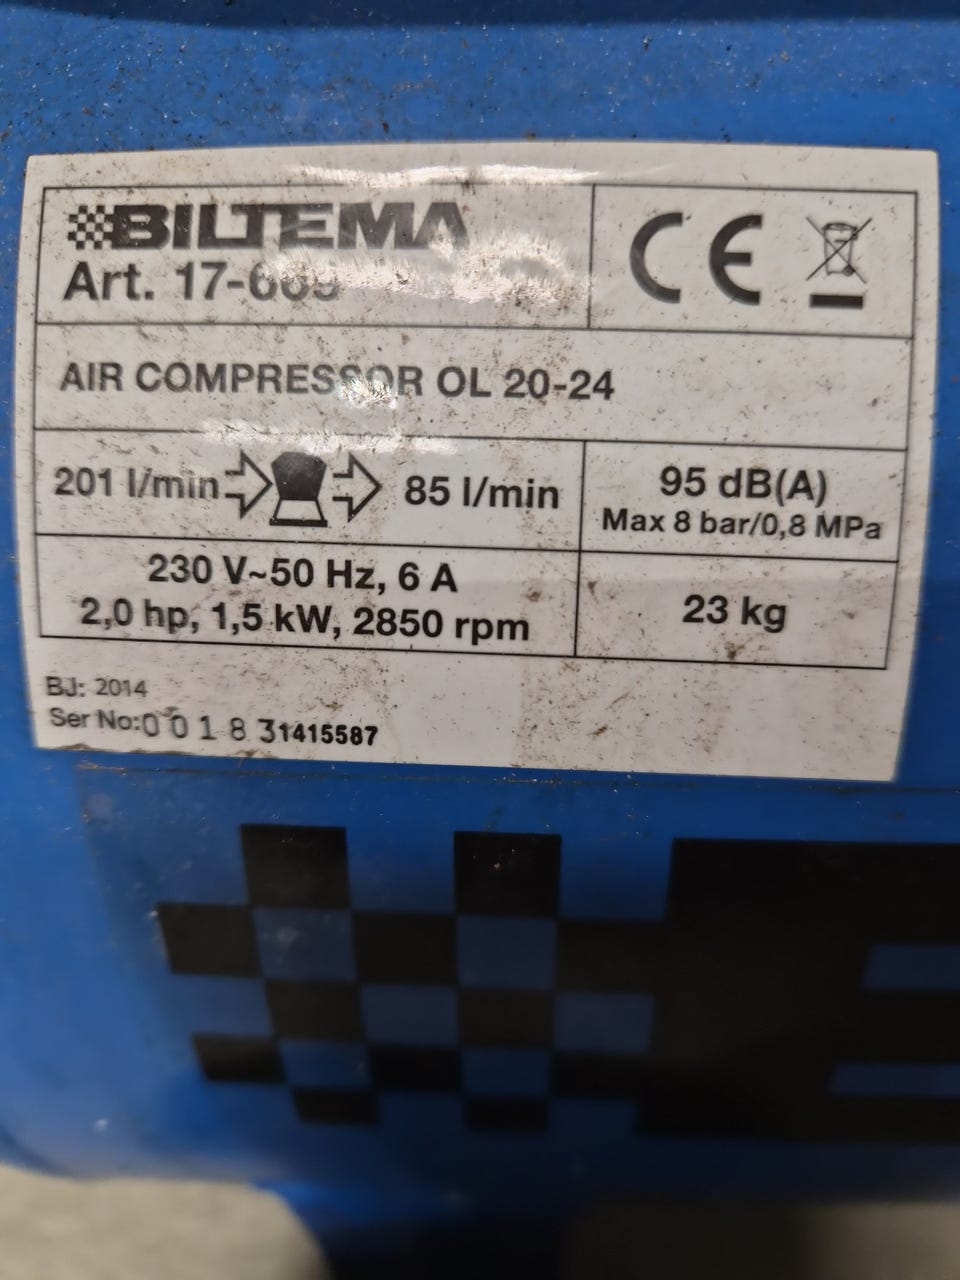 BILTEMA
Art.
CE
AIR COMPRESSOR OL 20-24
201 l/min 85 l/min
95 dB(A)
Max 8 bar/0,8 MPa
230 V~50 Hz, 6 A
2,0 hp, 1,5 kW, 2850 rpm
23 kg
BJ: 2014
Ser No:0 0 1 8 31415587